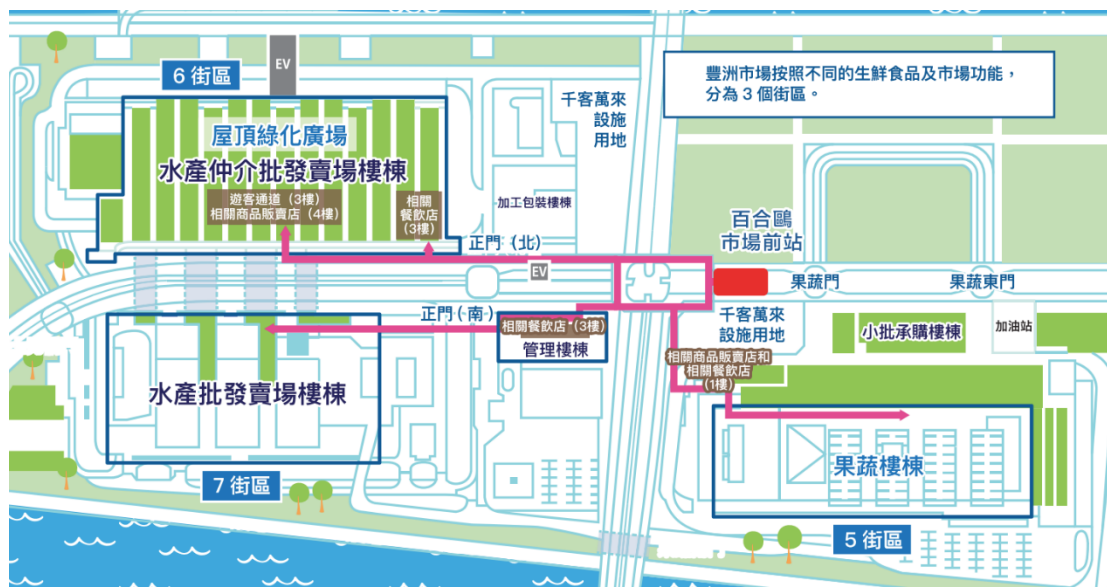 6 街區
EV
豐洲市場按照不同的生鮮食品及市場功能，
分為 3 個街區。
千客萬來
設施
用地
屋頂綠化廣場
水產仲介批發賣場樓棟
遊客通道（3樓）
相關商品販賣店（4樓）
相關
餐飲店
（3樓）
加工包裝樓棟
正門（北）
EV
百合鷗
市場前站
果蔬門
果蔬東門
正門（南）
相關餐飲店*（3樓）
管理樓棟
千客萬來
設施用地
小批承購樓棟
加油站
相關商品販賣店和
相關餐飲店
（1樓）
水產批發賣場樓棟
果蔬樓棟
7 街區
5 街區